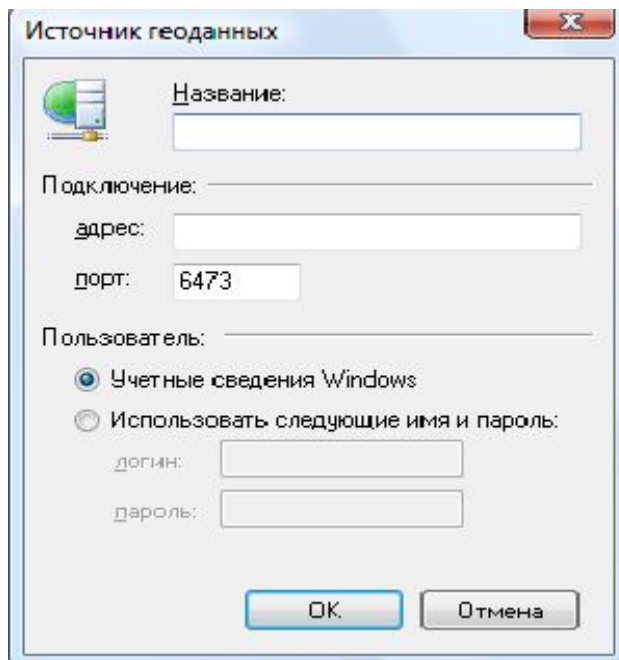 Источник геоданных
Название:
Подключение:
адрес:
порт: 6473
Пользователь:
Учетные сведения Windows
Использовать следующие имя и пароль:
логин:
пароль:
OK
Отмена